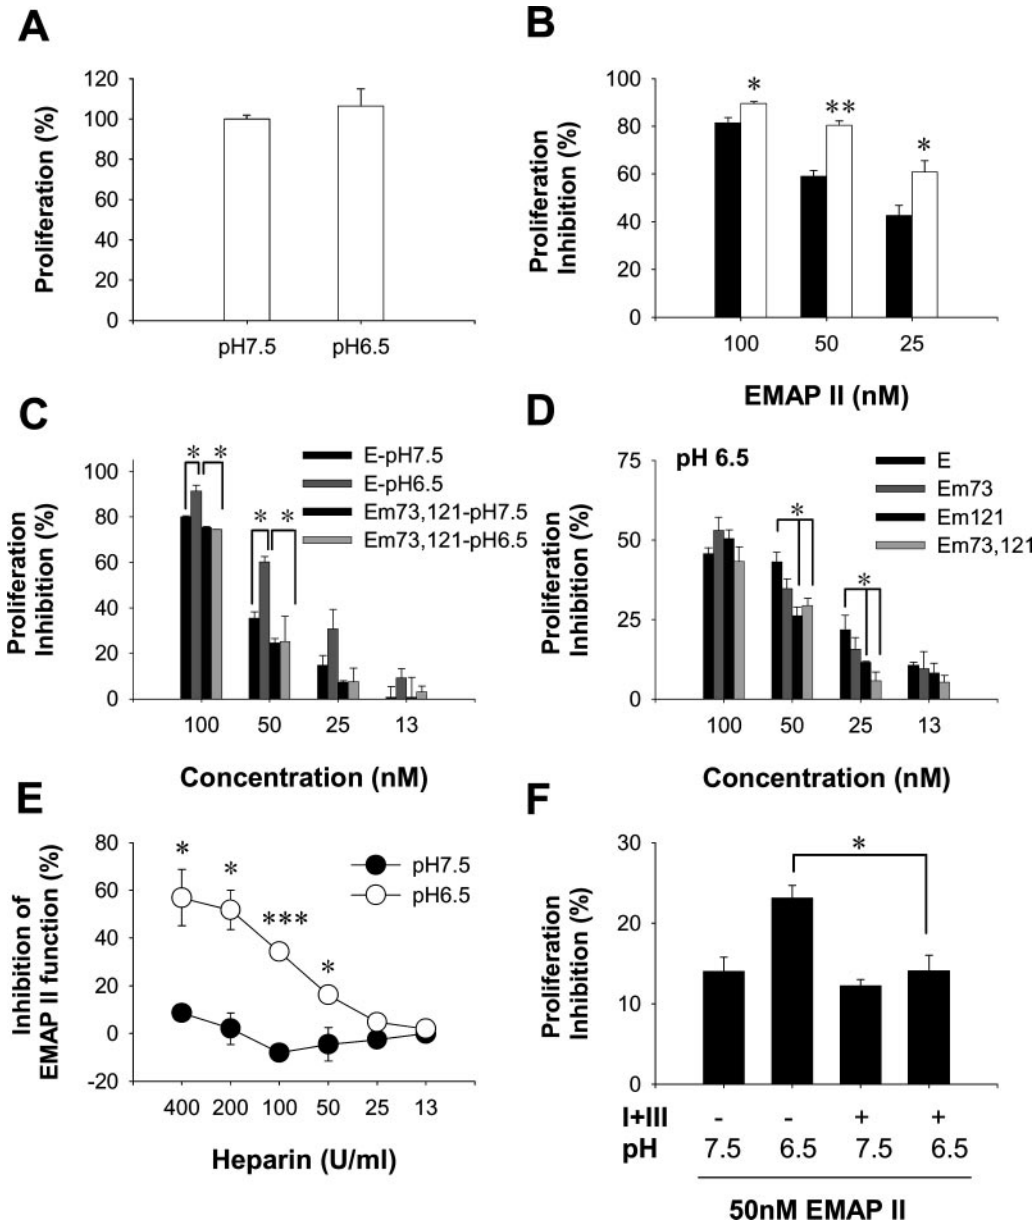 A
Proliferation (%)
120
100
80
60
40
20
0
pH7.5
pH6.5
B
Proliferation
Inhibition (%)
100
80
60
40
20
0
*
**
*
100
50
25
EMAP II (nM)
C
Proliferation
Inhibition (%)
100
80
60
40
20
0
* *
* *
E-pH7.5
E-pH6.5
Em73,121-pH7.5
Em73,121-pH6.5
100
50
25
13
Concentration (nM)
D
pH 6.5
Proliferation
Inhibition (%)
75
50
25
0
*
*
E
Em73
Em121
Em73,121
100
50
25
13
Concentration (nM)
E
Inhibition of
EMAP II function (%)
80
60
40
20
0
-20
*
*
***
*
pH7.5
pH6.5
400
200
100
50
25
13
Heparin (U/ml)
F
Proliferation
Inhibition (%)
30
20
10
0
*
I+III - - + +
pH 7.5 6.5 7.5 6.5
50nM EMAP II